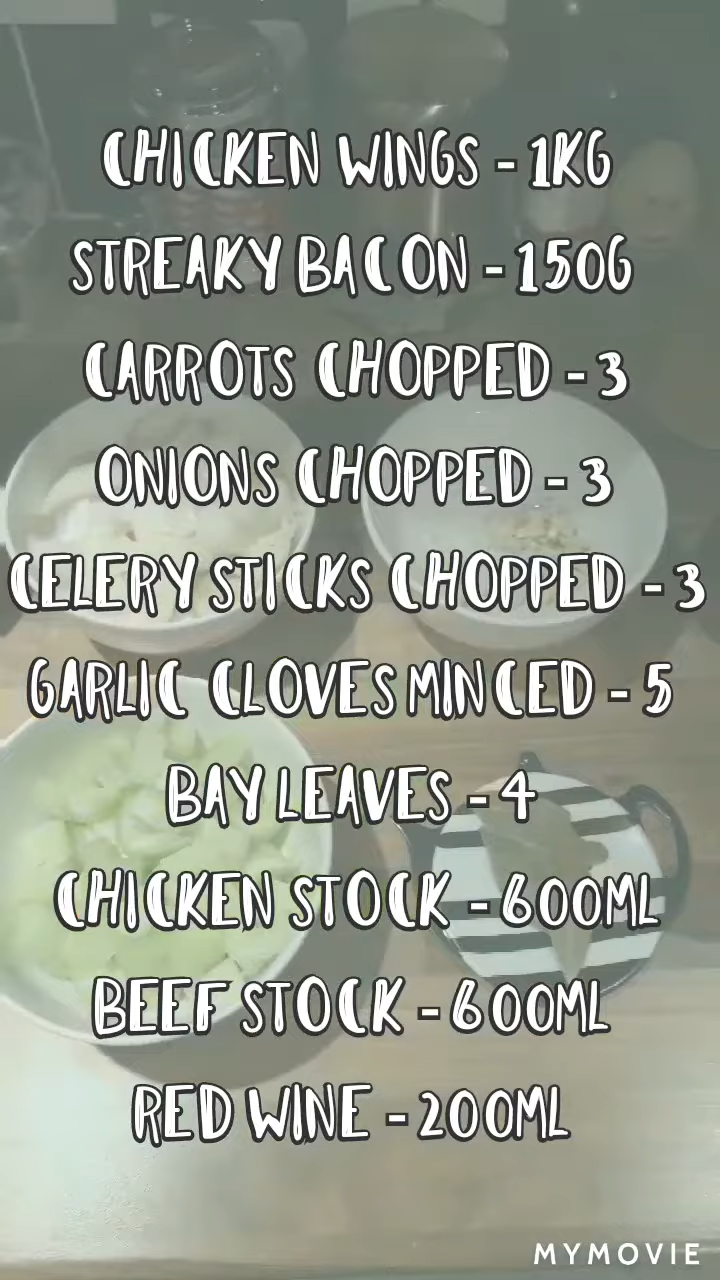 CHICKEN WINGS - 1KG
STREAKY BACON - 150G
CARROTS CHOPPED - 3
ONIONS CHOPPED - 3
CELERY STICKS CHOPPED - 3
GARLIC CLOVES MINCED - 5
BAY LEAVES - 4
CHICKEN STOCK - 600ML
BEEF STOCK - 600ML
RED WINE - 200ML
MYMOVIE